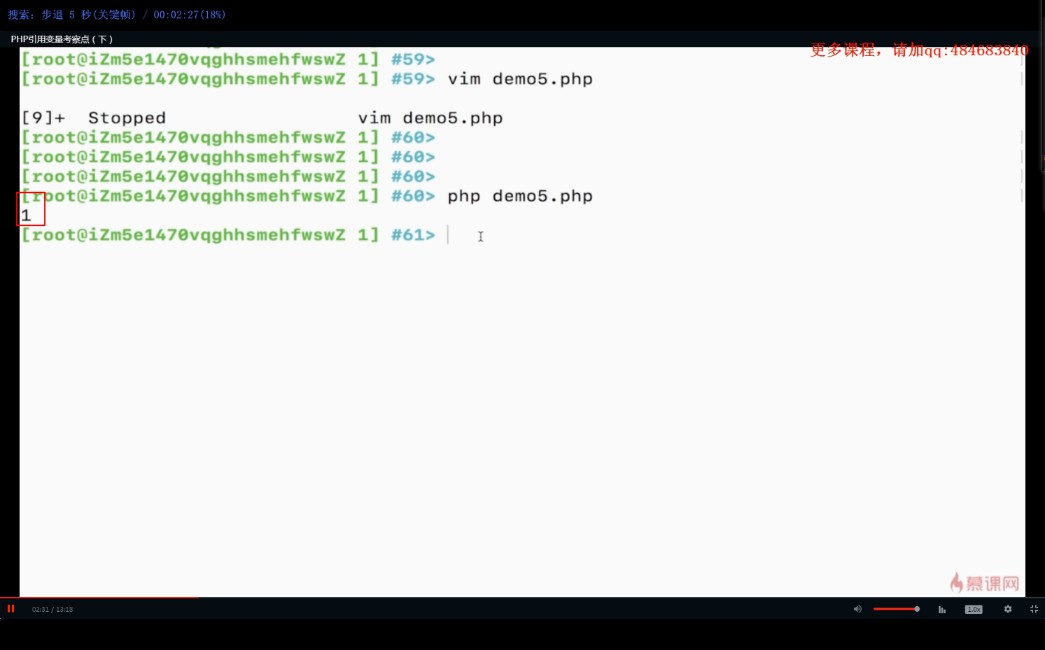 搜索: 步退 5 秒(关键帧) / 00:02:27(18%)
PHP引用变量考察点（下）
更多课程，请加qq:484683840
[root@iZm5e1470vqghhsmehfwswZ 1] #59>
[root@iZm5e1470vqghhsmehfwswZ 1] #59> vim demo5.php
[9]+  Stopped                 vim demo5.php
[root@iZm5e1470vqghhsmehfwswZ 1] #60>
[root@iZm5e1470vqghhsmehfwswZ 1] #60>
[root@iZm5e1470vqghhsmehfwswZ 1] #60>
[root@iZm5e1470vqghhsmehfwswZ 1] #60> php demo5.php
1
[root@iZm5e1470vqghhsmehfwswZ 1] #61>
慕课网
02:31 / 13:18
1.0x